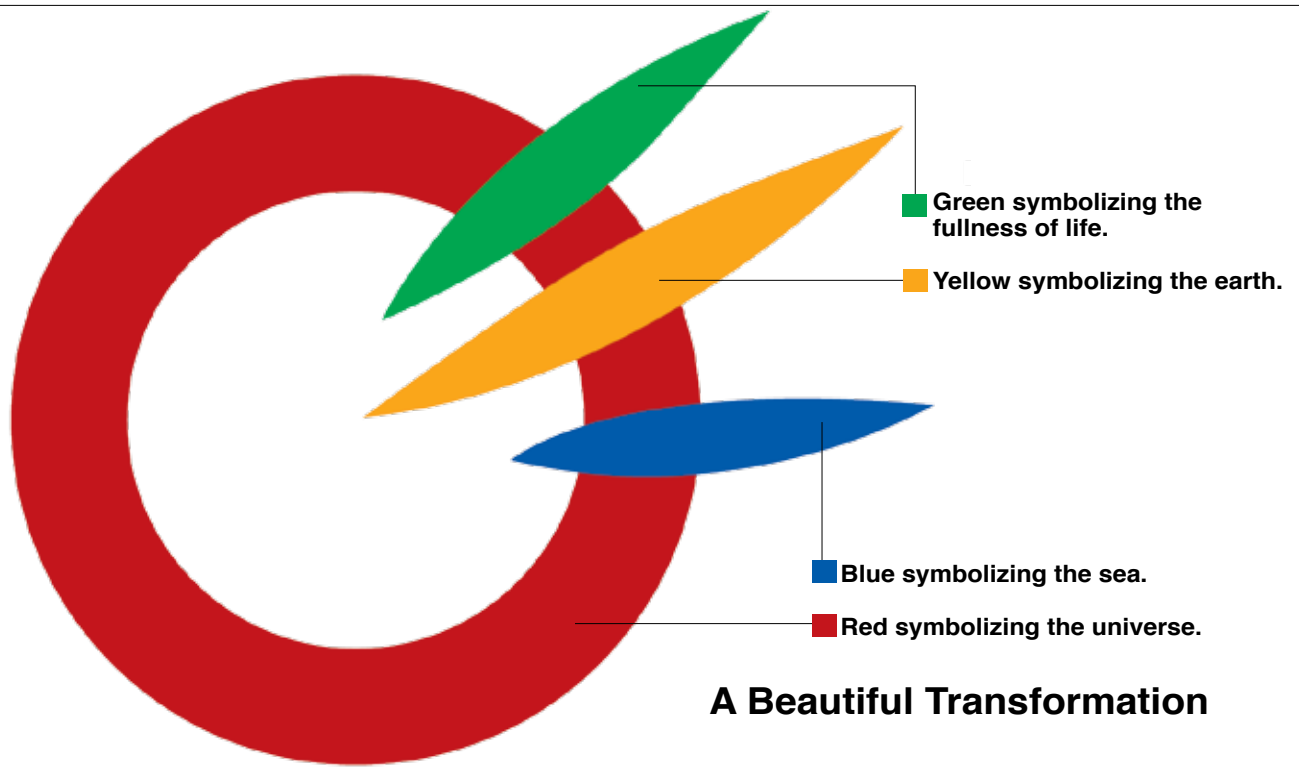 Green symbolizing the
fullness of life.
Yellow symbolizing the earth.
Blue symbolizing the sea.
Red symbolizing the universe.
A Beautiful Transformation